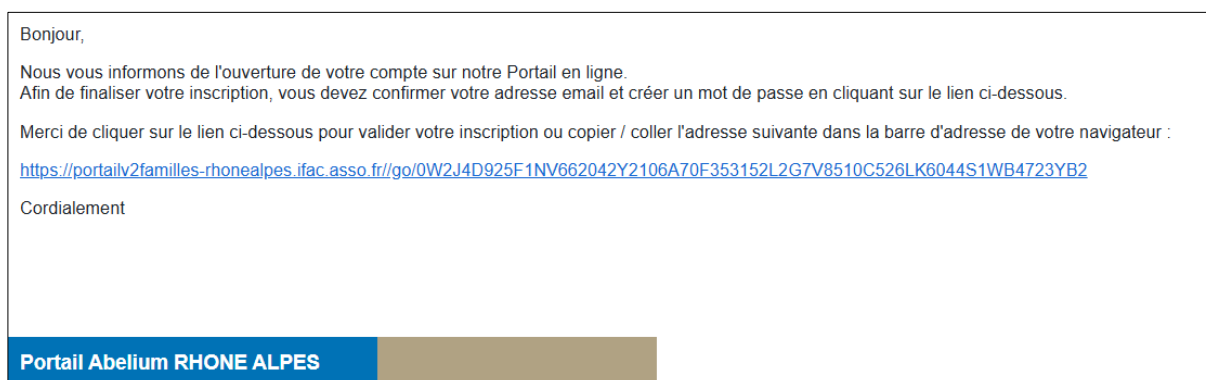 Bonjour,
Nous vous informons de l'ouverture de votre compte sur notre Portail en ligne.
Afin de finaliser votre inscription, vous devez confirmer votre adresse email et créer un mot de passe en cliquant sur le lien ci-dessous.
Merci de cliquer sur le lien ci-dessous pour valider votre inscription ou copier / coller l'adresse suivante dans la barre d'adresse de votre navigateur :
https://portailv2familles-rhonealpes.ifac.asso.fr//go/0W2J4D925F1NV662042Y2106A70F353152L2G7V8510C526LK6044S1WB4723YB2
Cordialement
Portail Abelium RHONE ALPES